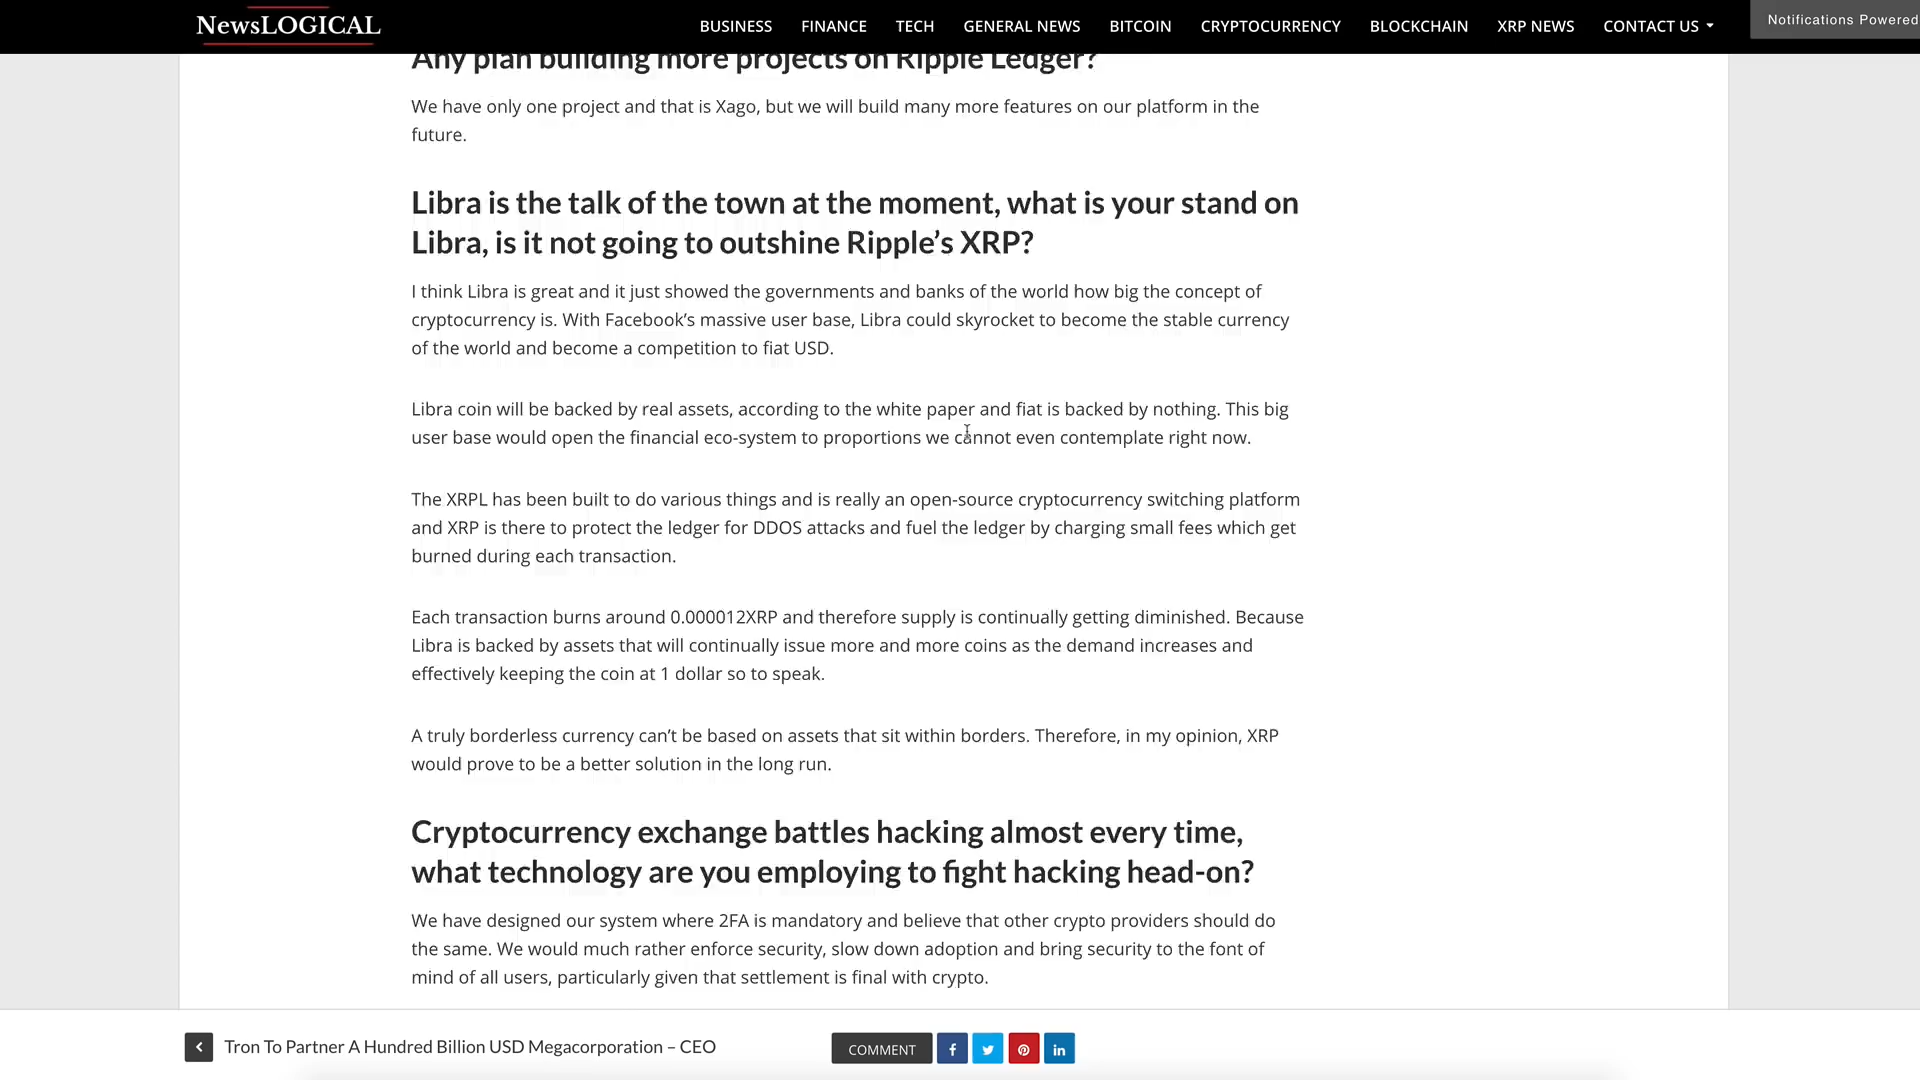 NewsLOGICAL
BUSINESS FINANCE TECH GENERAL NEWS BITCOIN CRYPTOCURRENCY BLOCKCHAIN XRP NEWS CONTACT US
Notifications Powered
Any plan building more projects on Ripple Ledger?
We have only one project and that is Xago, but we will build many more features on our platform in the
future.
Libra is the talk of the town at the moment, what is your stand on
Libra, is it not going to outshine Ripple’s XRP?
I think Libra is great and it just showed the governments and banks of the world how big the concept of
cryptocurrency is. With Facebook’s massive user base, Libra could skyrocket to become the stable currency
of the world and become a competition to fiat USD.
Libra coin will be backed by real assets, according to the white paper and fiat is backed by nothing. This big
user base would open the financial eco-system to proportions we cannot even contemplate right now.
The XRPL has been built to do various things and is really an open-source cryptocurrency switching platform
and XRP is there to protect the ledger for DDOS attacks and fuel the ledger by charging small fees which get
burned during each transaction.
Each transaction burns around 0.000012XRP and therefore supply is continually getting diminished. Because
Libra is backed by assets that will continually issue more and more coins as the demand increases and
effectively keeping the coin at 1 dollar so to speak.
A truly borderless currency can’t be based on assets that sit within borders. Therefore, in my opinion, XRP
would prove to be a better solution in the long run.
Cryptocurrency exchange battles hacking almost every time,
what technology are you employing to fight hacking head-on?
We have designed our system where 2FA is mandatory and believe that other crypto providers should do
the same. We would much rather enforce security, slow down adoption and bring security to the font of
mind of all users, particularly given that settlement is final with crypto.
Tron To Partner A Hundred Billion USD Megacorporation – CEO
COMMENT